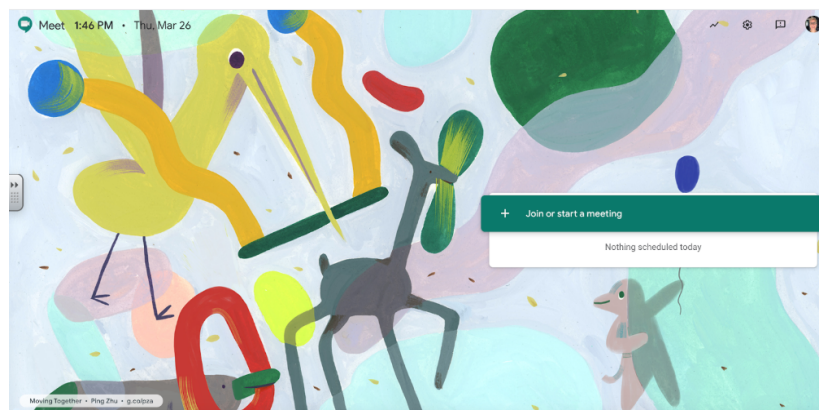 Meet 1:46 PM • Thu, Mar 26
+ Join or start a meeting
Nothing scheduled today
Moving Together • Ping Zhu • g.co/pza